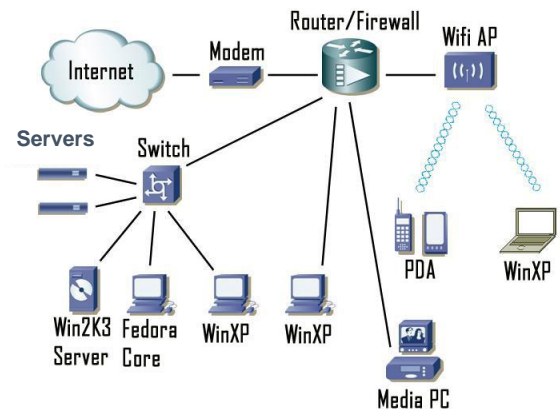 Router/Firewall
Wifi AP
Modem
Internet
Servers
Switch
PDA
WinXP
Win2K3
Server
Fedora
Core
WinXP
WinXP
Media PC